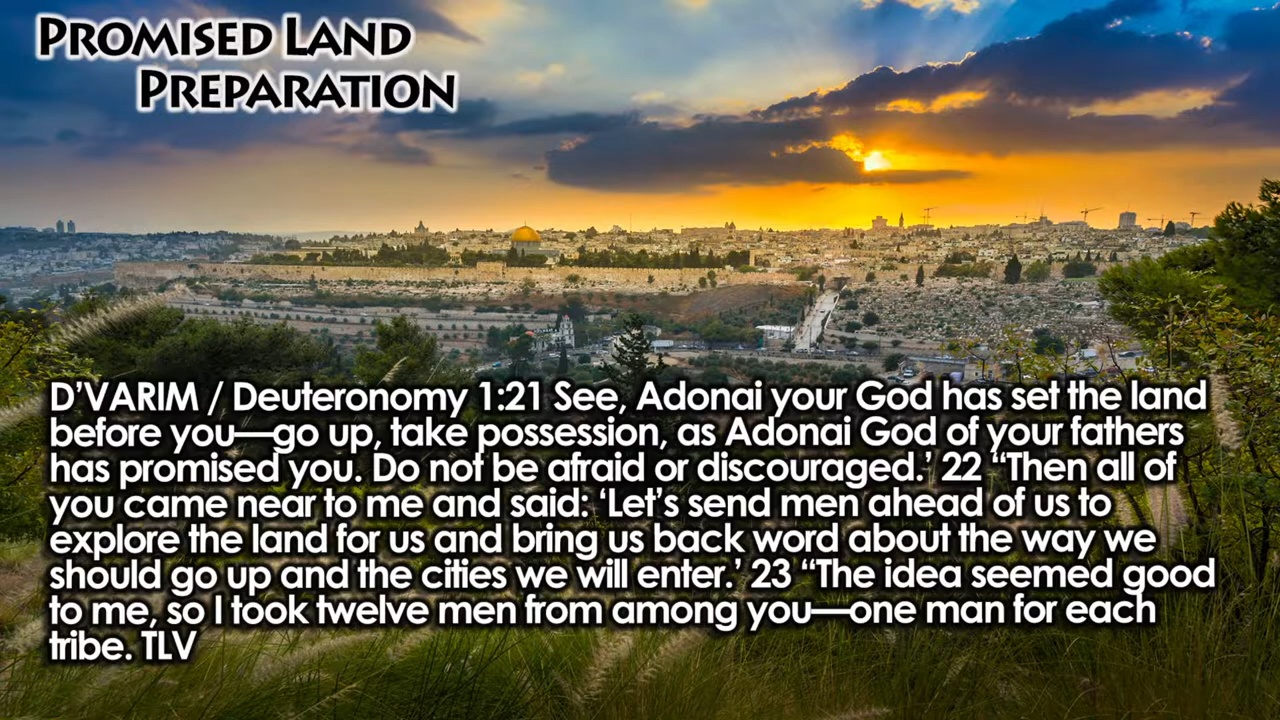 Promised Land
Preparation
D’VARIM / Deuteronomy 1:21 See, Adonai your God has set the land
before you—go up, take possession, as Adonai God of your fathers
has promised you. Do not be afraid or discouraged.’ 22 “Then all of
you came near to me and said: ‘Let’s send men ahead of us to
explore the land for us and bring us back word about the way we
should go up and the cities we will enter.’ 23 “The idea seemed good
to me, so I took twelve men from among you—one man for each
tribe. TLV